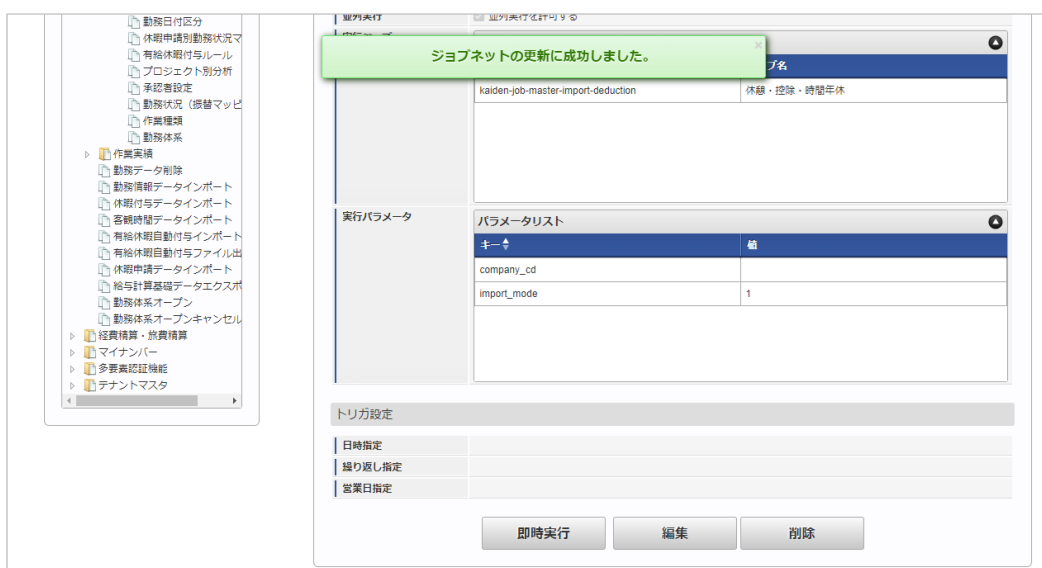 勤務日付区分
休暇申請別勤務状況マ
有給休暇付与ルール
プロジェクト別分析
承認者設定
勤務状況（振替マッピ
作業種類
勤務体系
作業実績
勤務データ削除
勤務情報データインポート
休暇付与データインポート
客観時間データインポート
有給休暇自動付与インポート
有給休暇自動付与ファイル出
休暇申請データインポート
給与計算基礎データエクスポ
勤務体系オープン
勤務体系オープンキャンセル
経費精算・旅費精算
マイナンバー
多要素認証機能
テナントマスタ
並列実行
並列実行を許可する
ジョブネットの更新に成功しました。
×
ブ名
kaiden-job-master-import-deduction
休憩・控除・時間年休
実行パラメータ
パラメータリスト
キー
値
company_cd
import_mode
1
トリガ設定
日時指定
繰り返し指定
営業日指定
即時実行
編集
削除